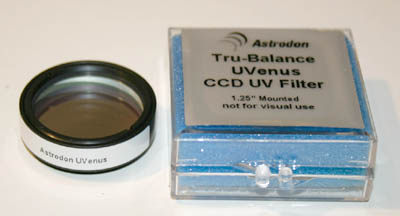 Astrodon
Tru-Balance
UVenus
CCD UV Filter
1.25" Mounted
not for visual use
Astrodon UVenus